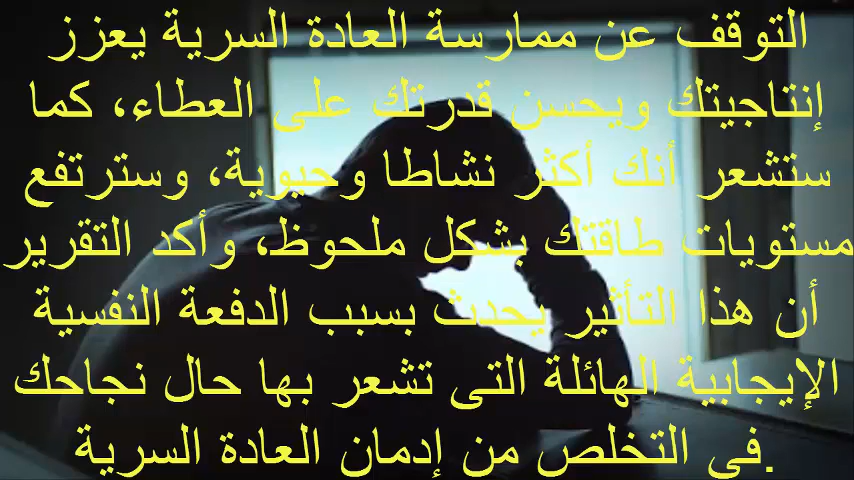 التوقف عن ممارسة العادة السرية يعزز
إنتاجيتك ويحسن قدرتك على العطاء، كما
ستشعر أنك أكثر نشاطا وحيوية، وسترتفع
مستويات طاقتك بشكل ملحوظ، وأكد التقرير
أن هذا التأثير يحدث بسبب الدفعة النفسية
الإيجابية الهائلة التى تشعر بها حال نجاحك
فى التخلص من إدمان العادة السرية.